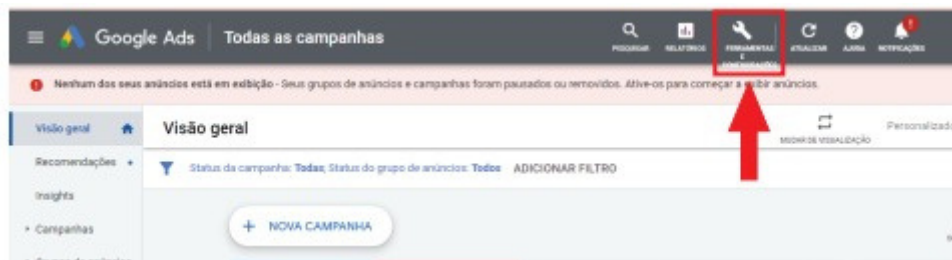 Google Ads Todas as campanhas
PESQUISAR RELATÓRIOS FERRAMENTAS E CONFIGURAÇÕES ATUALIZAR AJUDA NOTIFICAÇÕES
Nenhum dos seus anúncios está em exibição - Seus grupos de anúncios e campanhas foram pausados ou removidos. Ative-os para começar a exibir anúncios.
Visão geral
Visão geral
MUDAR DE VISUALIZAÇÃO
Personalizado
Recomendações
Status da campanha: Todas; Status do grupo de anúncios: Todos ADICIONAR FILTRO
Insights
Campanhas
+ NOVA CAMPANHA